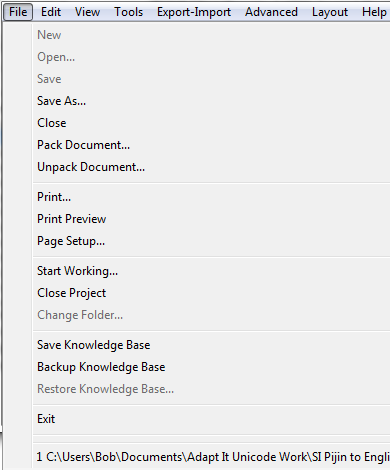 File Edit View Tools Export-Import Advanced Layout Help
New
Open...
Save
Save As...
Close
Pack Document...
Unpack Document...
Print...
Print Preview
Page Setup...
Start Working...
Close Project
Change Folder...
Save Knowledge Base
Backup Knowledge Base
Restore Knowledge Base...
Exit
1 C:\Users\Bob\Documents\Adapt It Unicode Work\SI Pijin to Engli